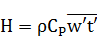 H = ρC_P\overline{w't'}